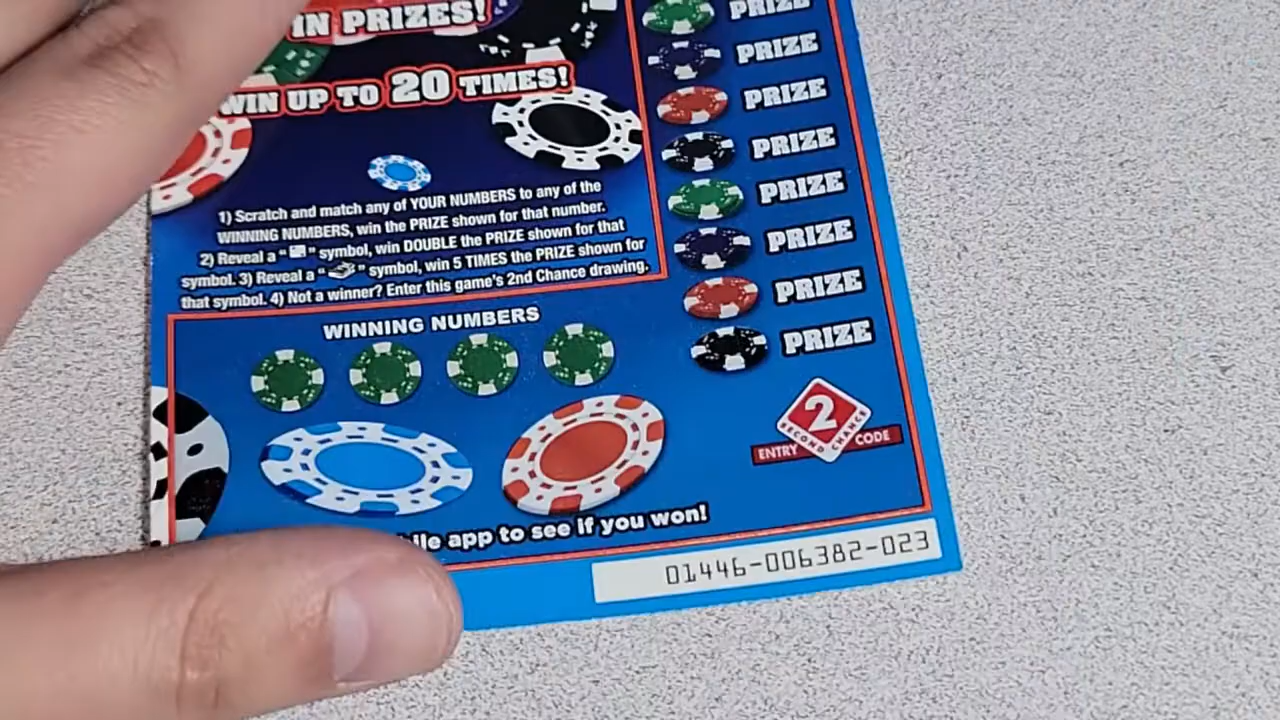 IN PRIZES!
WIN UP TO 20 TIMES!
1) Scratch and match any of YOUR NUMBERS to any of the
WINNING NUMBERS, win the PRIZE shown for that number.
2) Reveal a " " symbol, win DOUBLE the PRIZE shown for that
symbol. 3) Reveal a " " symbol, win 5 TIMES the PRIZE shown for
that symbol. 4) Not a winner? Enter this game's 2nd Chance drawing.
PRIZE
PRIZE
PRIZE
PRIZE
PRIZE
PRIZE
PRIZE
PRIZE
WINNING NUMBERS
2
SECOND CHANCE
ENTRY CODE
app to see if you won!
01446-006382-023